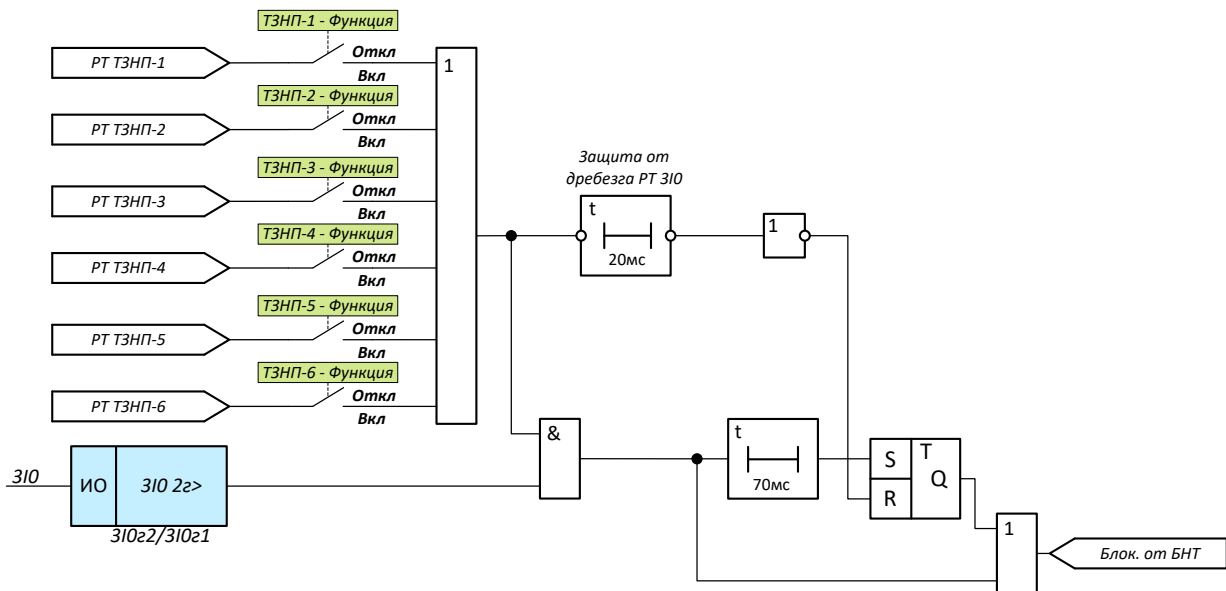 ТЗНП-1 - Функция
РТ ТЗНП-1
Откл
Вкл
ТЗНП-2 - Функция
РТ ТЗНП-2
Откл
Вкл
ТЗНП-3 - Функция
РТ ТЗНП-3
Откл
Вкл
ТЗНП-4 - Функция
РТ ТЗНП-4
Откл
Вкл
ТЗНП-5 - Функция
РТ ТЗНП-5
Откл
Вкл
ТЗНП-6 - Функция
РТ ТЗНП-6
Откл
Вкл
1
Защита от
дребезга РТ 3I0
t
20мс
1
3I0
ИО
3I0 2г>
3I0г2/3I0г1
&
t
70мс
S
T
Q
R
1
Блок. от БНТ